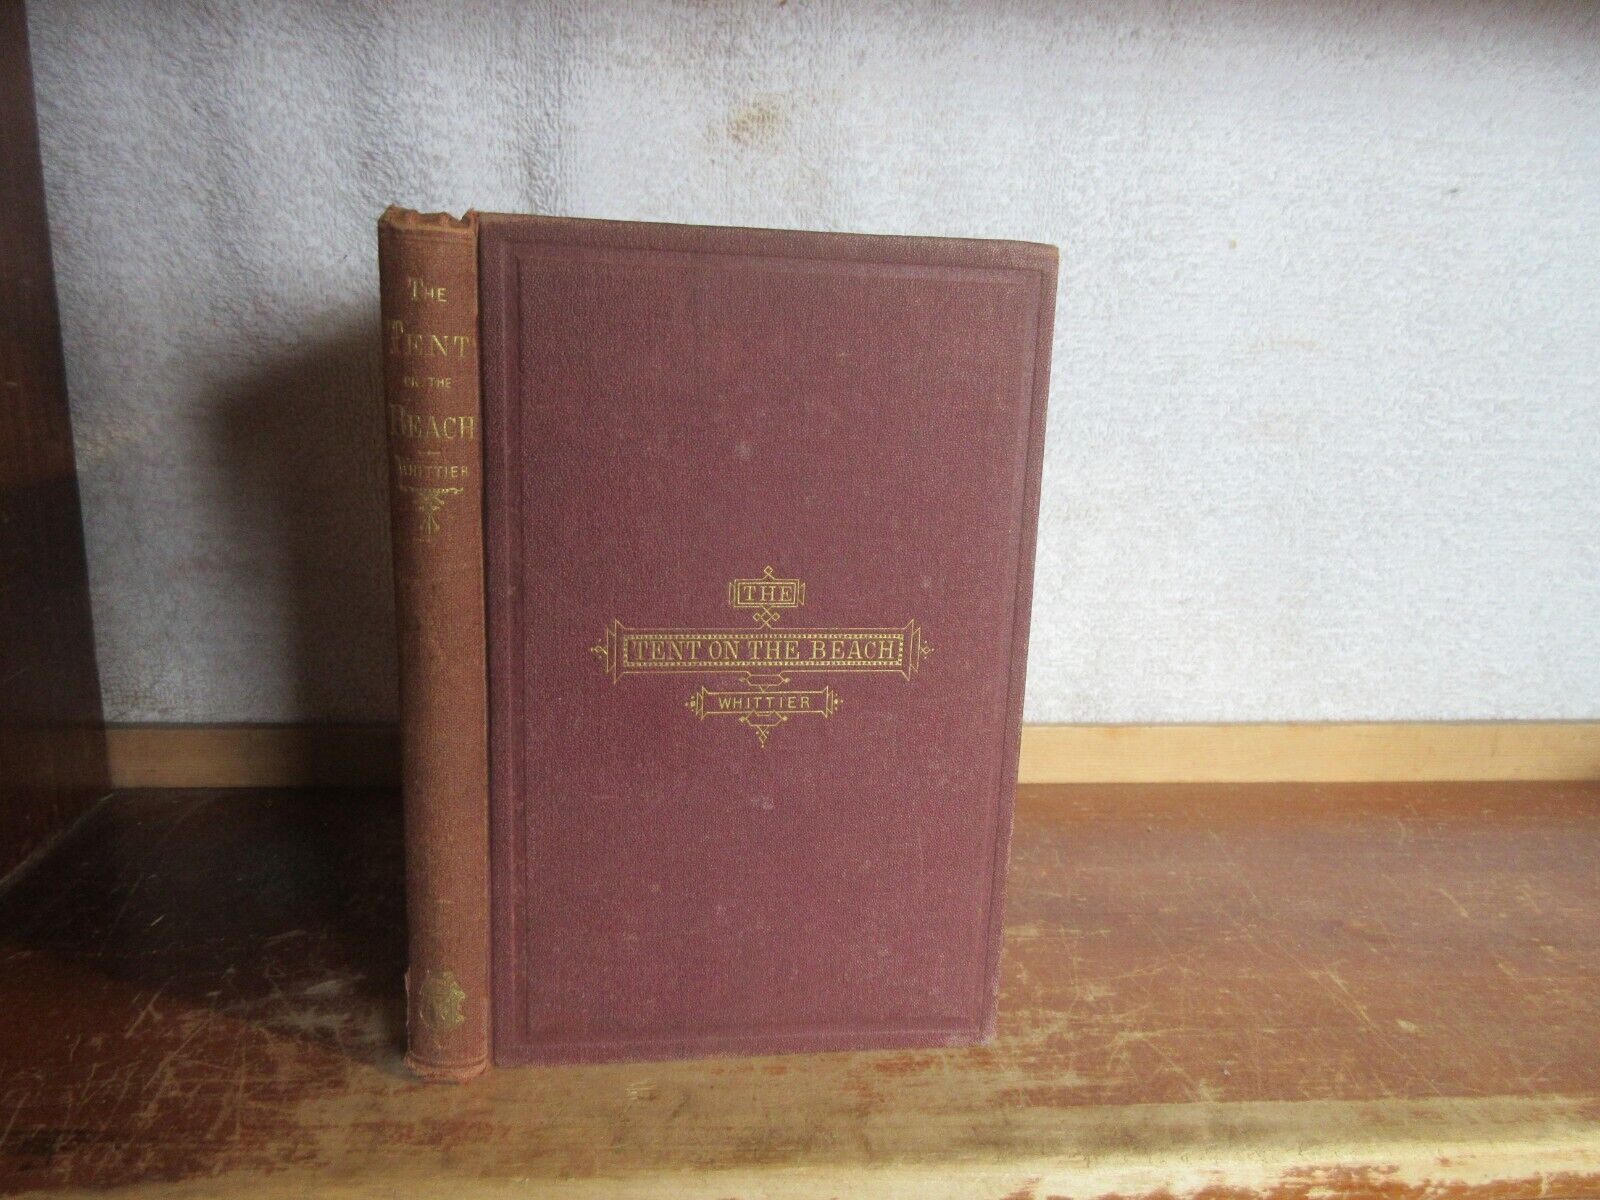 THE
TENT
ON THE
BEACH
WHITTIER
THE
TENT ON THE BEACH
WHITTIER